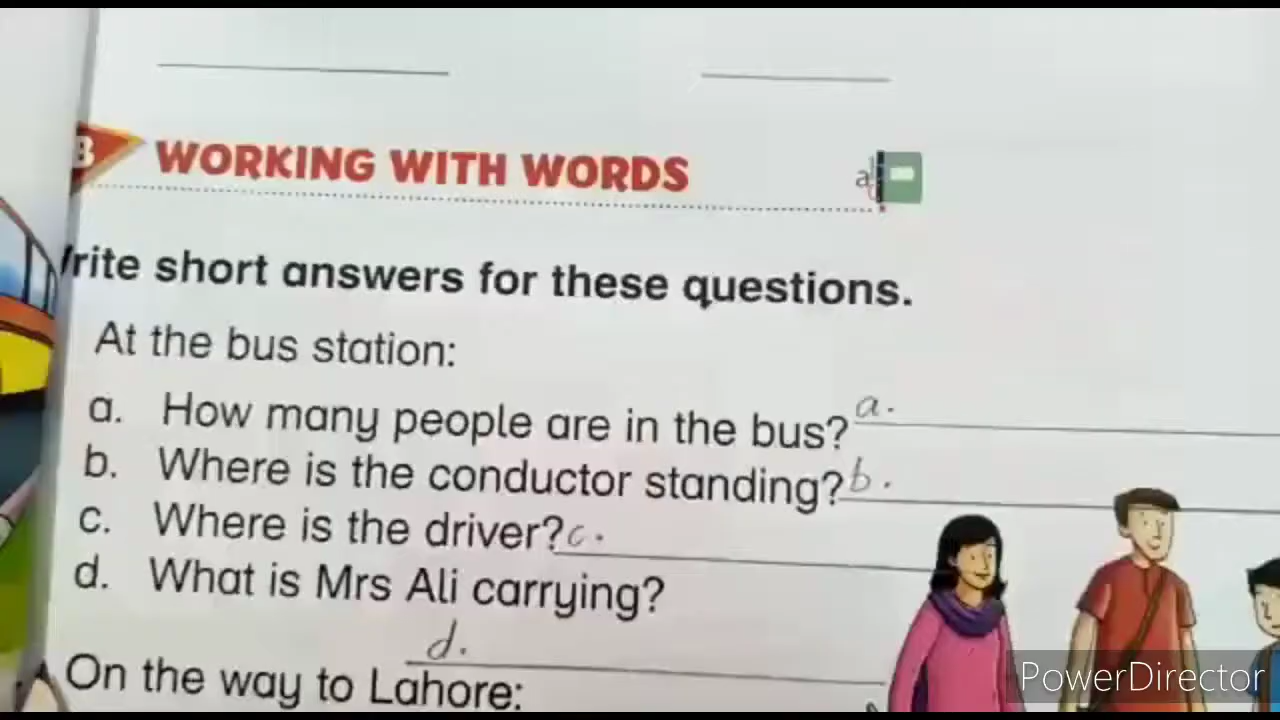 B WORKING WITH WORDS
Write short answers for these questions.
At the bus station:
a. How many people are in the bus? a.
b. Where is the conductor standing? b.
c. Where is the driver? c.
d. What is Mrs Ali carrying?
d.
On the way to Lahore:
PowerDirector